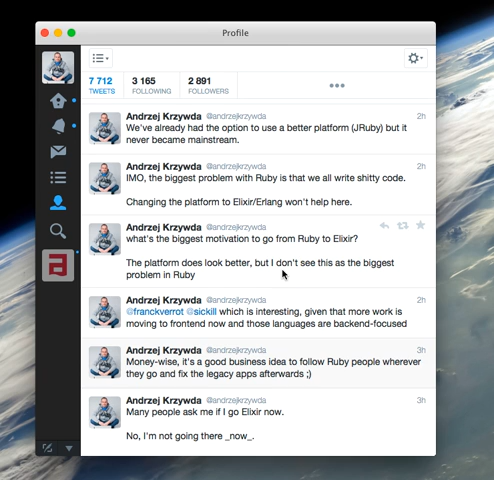 Profile
7 712
TWEETS
3 165
FOLLOWING
2 891
FOLLOWERS
Andrzej Krzywda @andrzejkrzywda 2h
We've already had the option to use a better platform (JRuby) but it
never became mainstream.
Andrzej Krzywda @andrzejkrzywda 2h
IMO, the biggest problem with Ruby is that we all write shitty code.
Changing the platform to Elixir/Erlang won't help here.
Andrzej Krzywda @andrzejkrzywda
what's the biggest motivation to go from Ruby to Elixir?
The platform does look better, but I don't see this as the biggest
problem in Ruby
Andrzej Krzywda @andrzejkrzywda 2h
@franckverrot @sickill which is interesting, given that more work is
moving to frontend now and those languages are backend-focused
Andrzej Krzywda @andrzejkrzywda 3h
Money-wise, it's a good business idea to follow Ruby people wherever
they go and fix the legacy apps afterwards ;)
Andrzej Krzywda @andrzejkrzywda 3h
Many people ask me if I go Elixir now.
No, I'm not going there _now_.
a